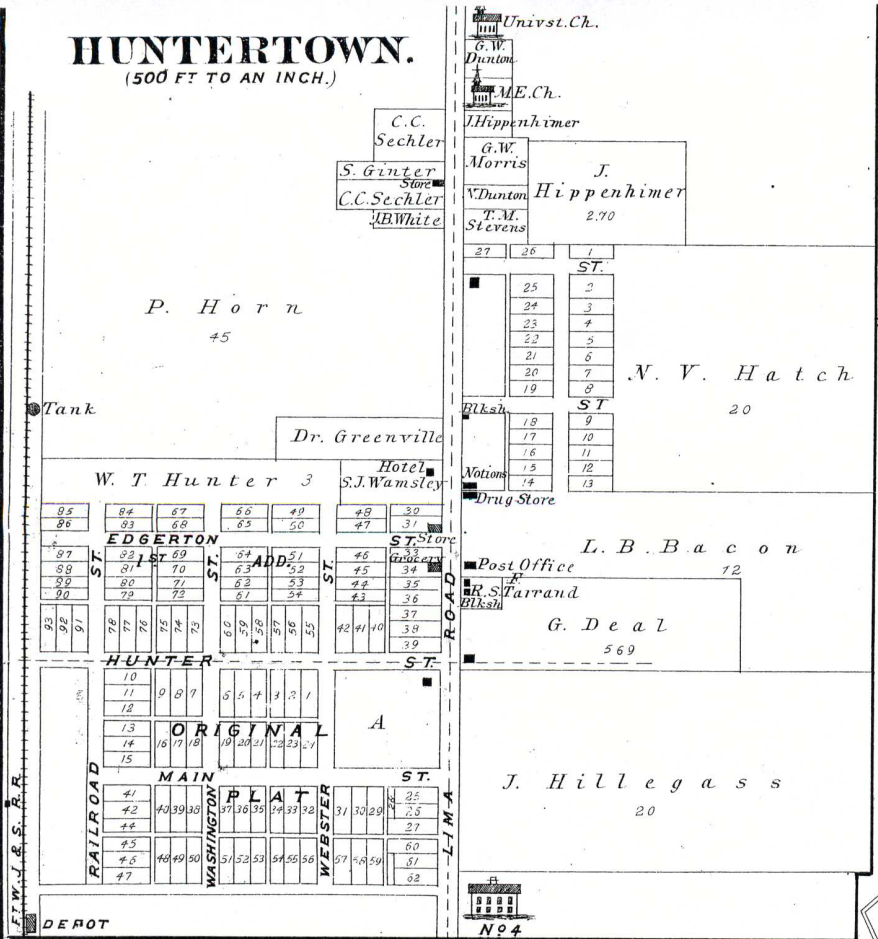 HUNTERTOWN.
(500 FT TO AN INCH.)
Univst. Ch.
G.W.
Dunton
M.E.Ch.
J.Hippenhimer
C.C.
Sechler
S. Ginter
Store
C.C.Sechler
J.B.White
G.W.
Morris
V.Dunton
T.M.
Stevens
J.
Hippenhimer
2.70
27 26 1
ST.
25 2
24 3
23 4
22 5
21 6
20 7
19 8
ST
P. Horn
45
N. V. Hatch
20
Tank
Blksh.
18 9
17 10
16 11
15 12
14 13
Dr. Greenville
Hotel
S.J.Wamsley
W. T. Hunter 3
Notions
Drug Store
85 84 67 66 49 48 30
86 83 68 65 50 47 31
EDGERTON ST.
Store
87 82 69 64 51 46 33
1ST ADD.
Grocery
88 81 70 63 52 45 34
89 80 71 62 53 44 35
90 79 72 61 54 43 36
ST. ST. ST.
93 92 91 78 77 76 75 74 73 60 59 58 57 56 55 42 41 40
37
38
39
L. B. Bacon
12
Post Office
F
R.S.Tarrand
Blksh
G. Deal
569
HUNTER ST.
10
11
12
9 8 7 6 5 4 3 2 1
A
ORIGINAL
13
14
15
16 17 18 19 20 21 22 23 24
MAIN ST.
PLAT
41
42
44
40 39 38 37 36 35 34 33 32 31 30 29 28
25
26
27
45
46
47
48 49 50 51 52 53 54 55 56 57 58 59
60
61
62
RAILROAD
WASHINGTON
WEBSTER
LIMA ROAD
J. Hillegass
20
FT.W. J. & S. R.R.
DEPOT
No 4